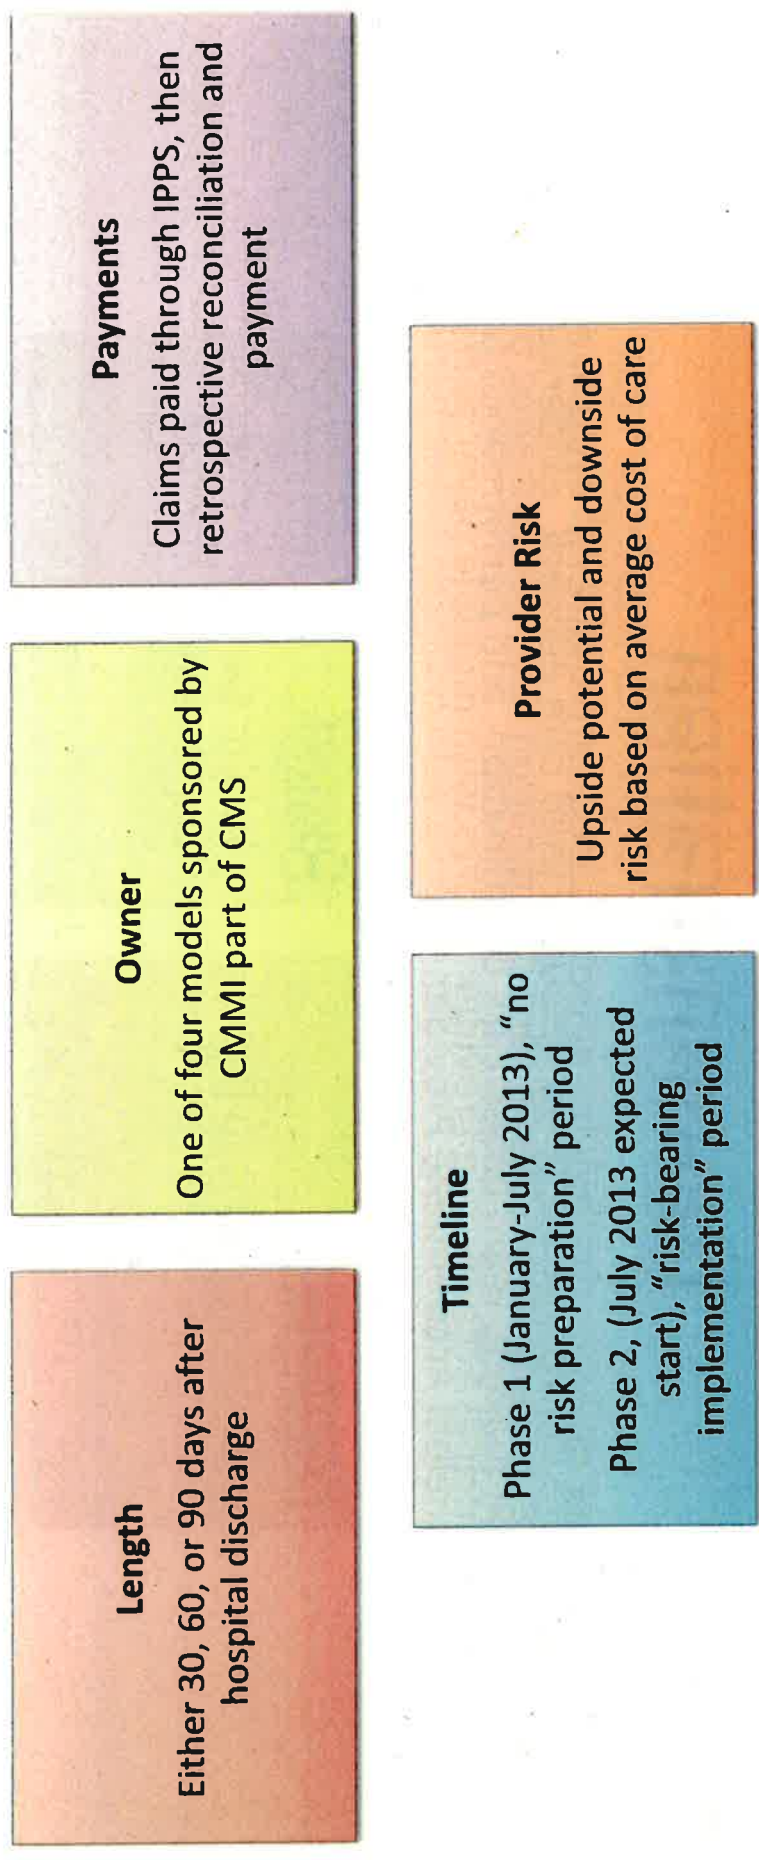 Length
Either 30, 60, or 90 days after
hospital discharge
Owner
One of four models sponsored by
CMMI part of CMS
Payments
Claims paid through IPPS, then
retrospective reconciliation and
payment
Timeline
Phase 1 (January-July 2013), “no
risk preparation” period
Phase 2, (July 2013 expected
start), “risk-bearing
implementation” period
Provider Risk
Upside potential and downside
risk based on average cost of care